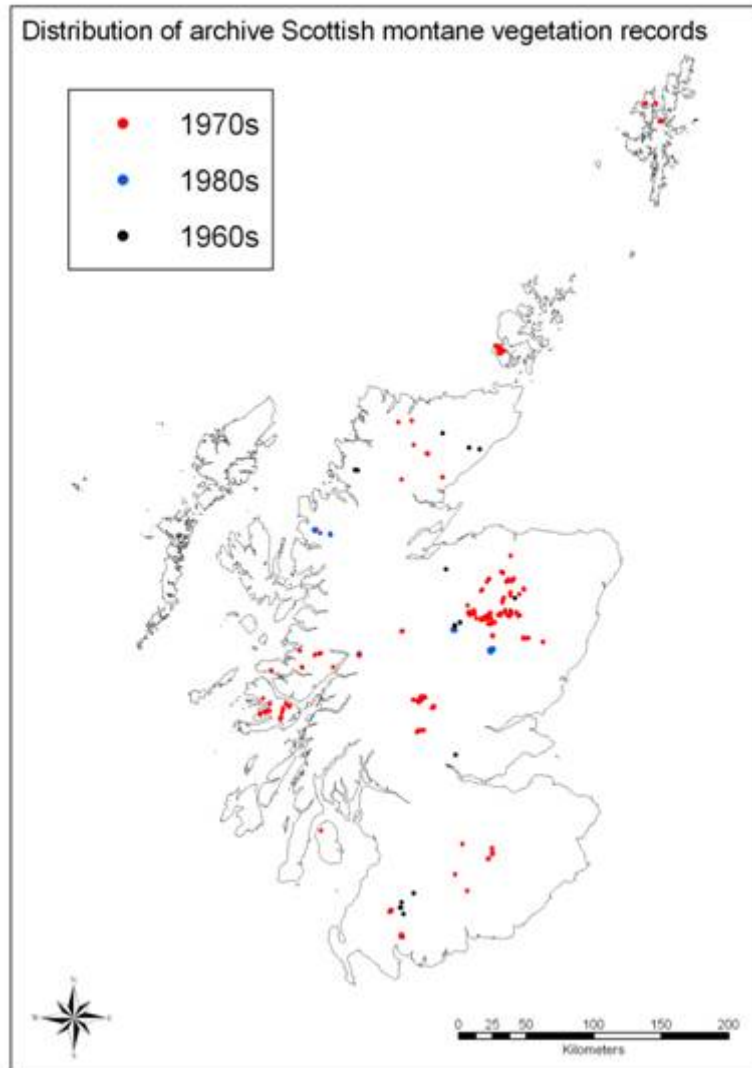 Distribution of archive Scottish montane vegetation records
1970s
1980s
1960s
0 25 50 100 150 200
Kilometers